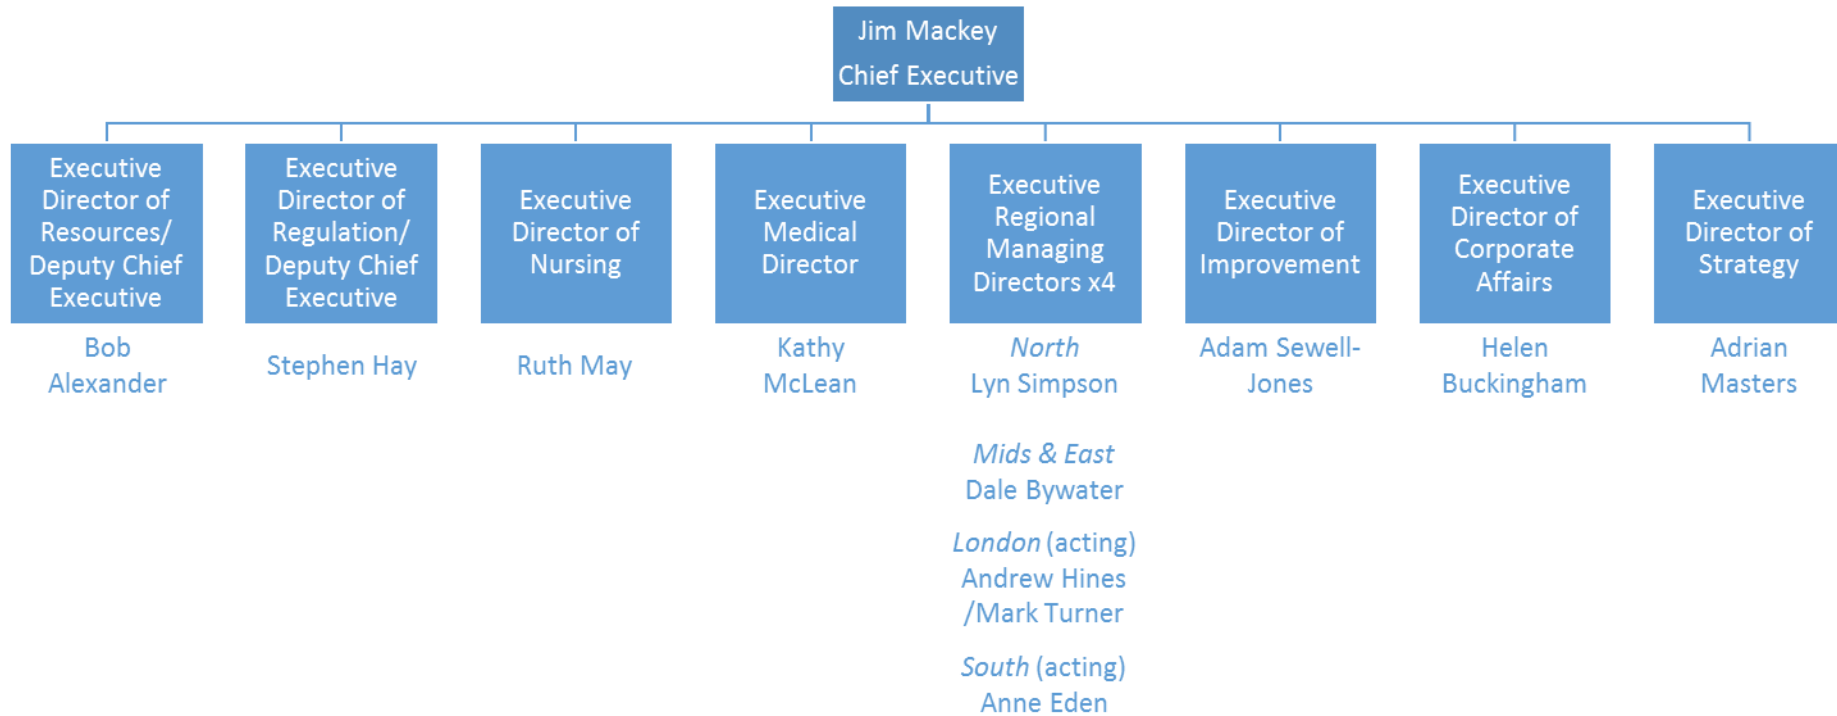 Jim Mackey
Chief Executive
Executive
Director of
Resources/
Deputy Chief
Executive
Bob
Alexander
Executive
Director of
Regulation/
Deputy Chief
Executive
Stephen Hay
Executive
Director of
Nursing
Ruth May
Executive
Medical
Director
Kathy
McLean
Executive
Regional
Managing
Directors x4
North
Lyn Simpson
Mids & East
Dale Bywater
London (acting)
Andrew Hines
/Mark Turner
South (acting)
Anne Eden
Executive
Director of
Improvement
Adam Sewell-
Jones
Executive
Director of
Corporate
Affairs
Helen
Buckingham
Executive
Director of
Strategy
Adrian
Masters